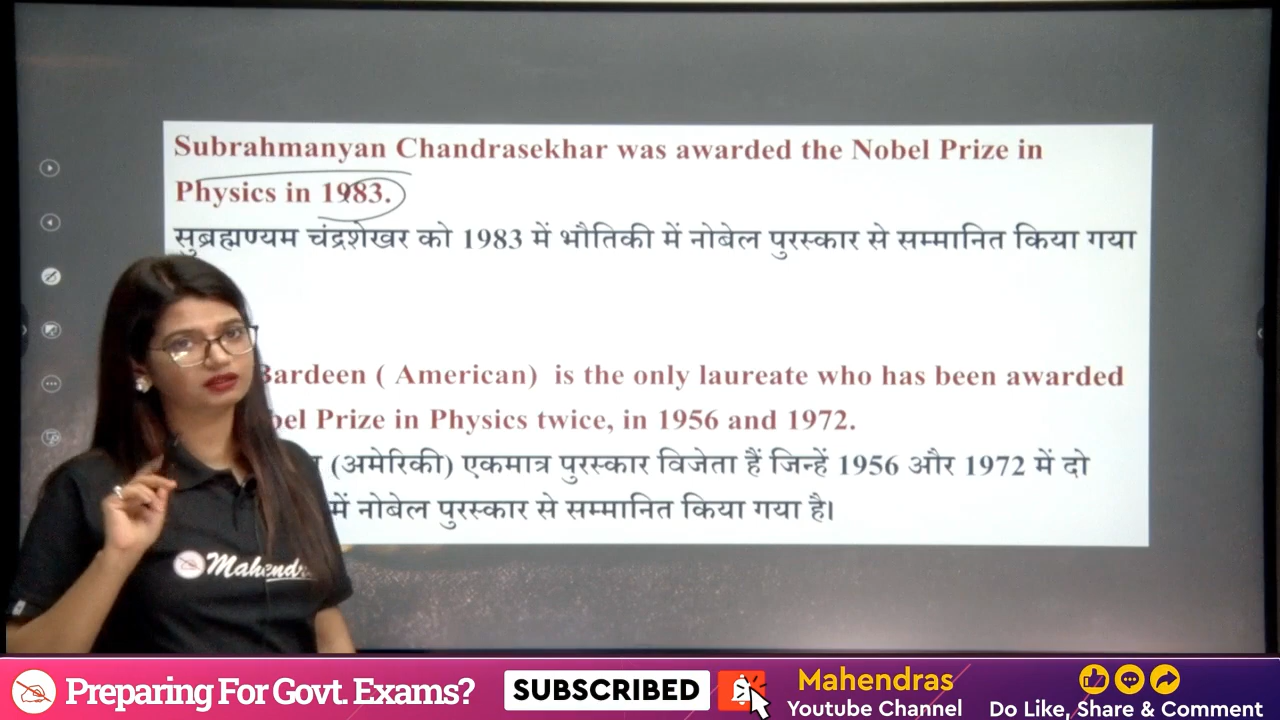 Subrahmanyan Chandrasekhar was awarded the Nobel Prize in
Physics in 1983.
सुब्रह्मण्यम चंद्रशेखर को 1983 में भौतिकी में नोबेल पुरस्कार से सम्मानित किया गया
Bardeen ( American) is the only laureate who has been awarded
Prize in Physics twice, in 1956 and 1972.
(अमेरिकी) एकमात्र पुरस्कार विजेता हैं जिन्हें 1956 और 1972 में दो
में नोबेल पुरस्कार से सम्मानित किया गया है।
Mahendr
Preparing For Govt. Exams?
SUBSCRIBED
Mahendras
Youtube Channel
Do Like, Share & Comment